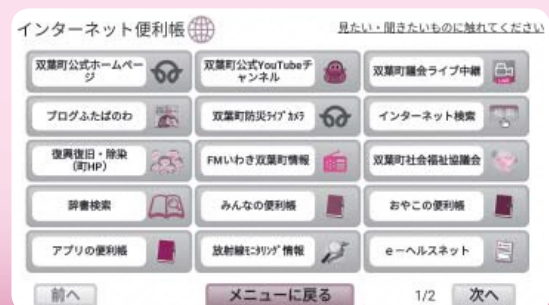 インターネット便利帳
見たい・聞きたいものに触れてください
双葉町公式ホームペー
ジ
双葉町公式YouTubeチ
ャンネル
双葉町議会ライブ中継
ブログふたばのわ
双葉町防災ライブカメラ
インターネット検索
復興復旧・除染
(町HP)
FMいわき双葉町情報
双葉町社会福祉協議会
辞書検索
みんなの便利帳
おやこの便利帳
アプリの便利帳
放射線モニタリング情報
e－ヘルスネット
前へ
メニューに戻る
1/2
次へ